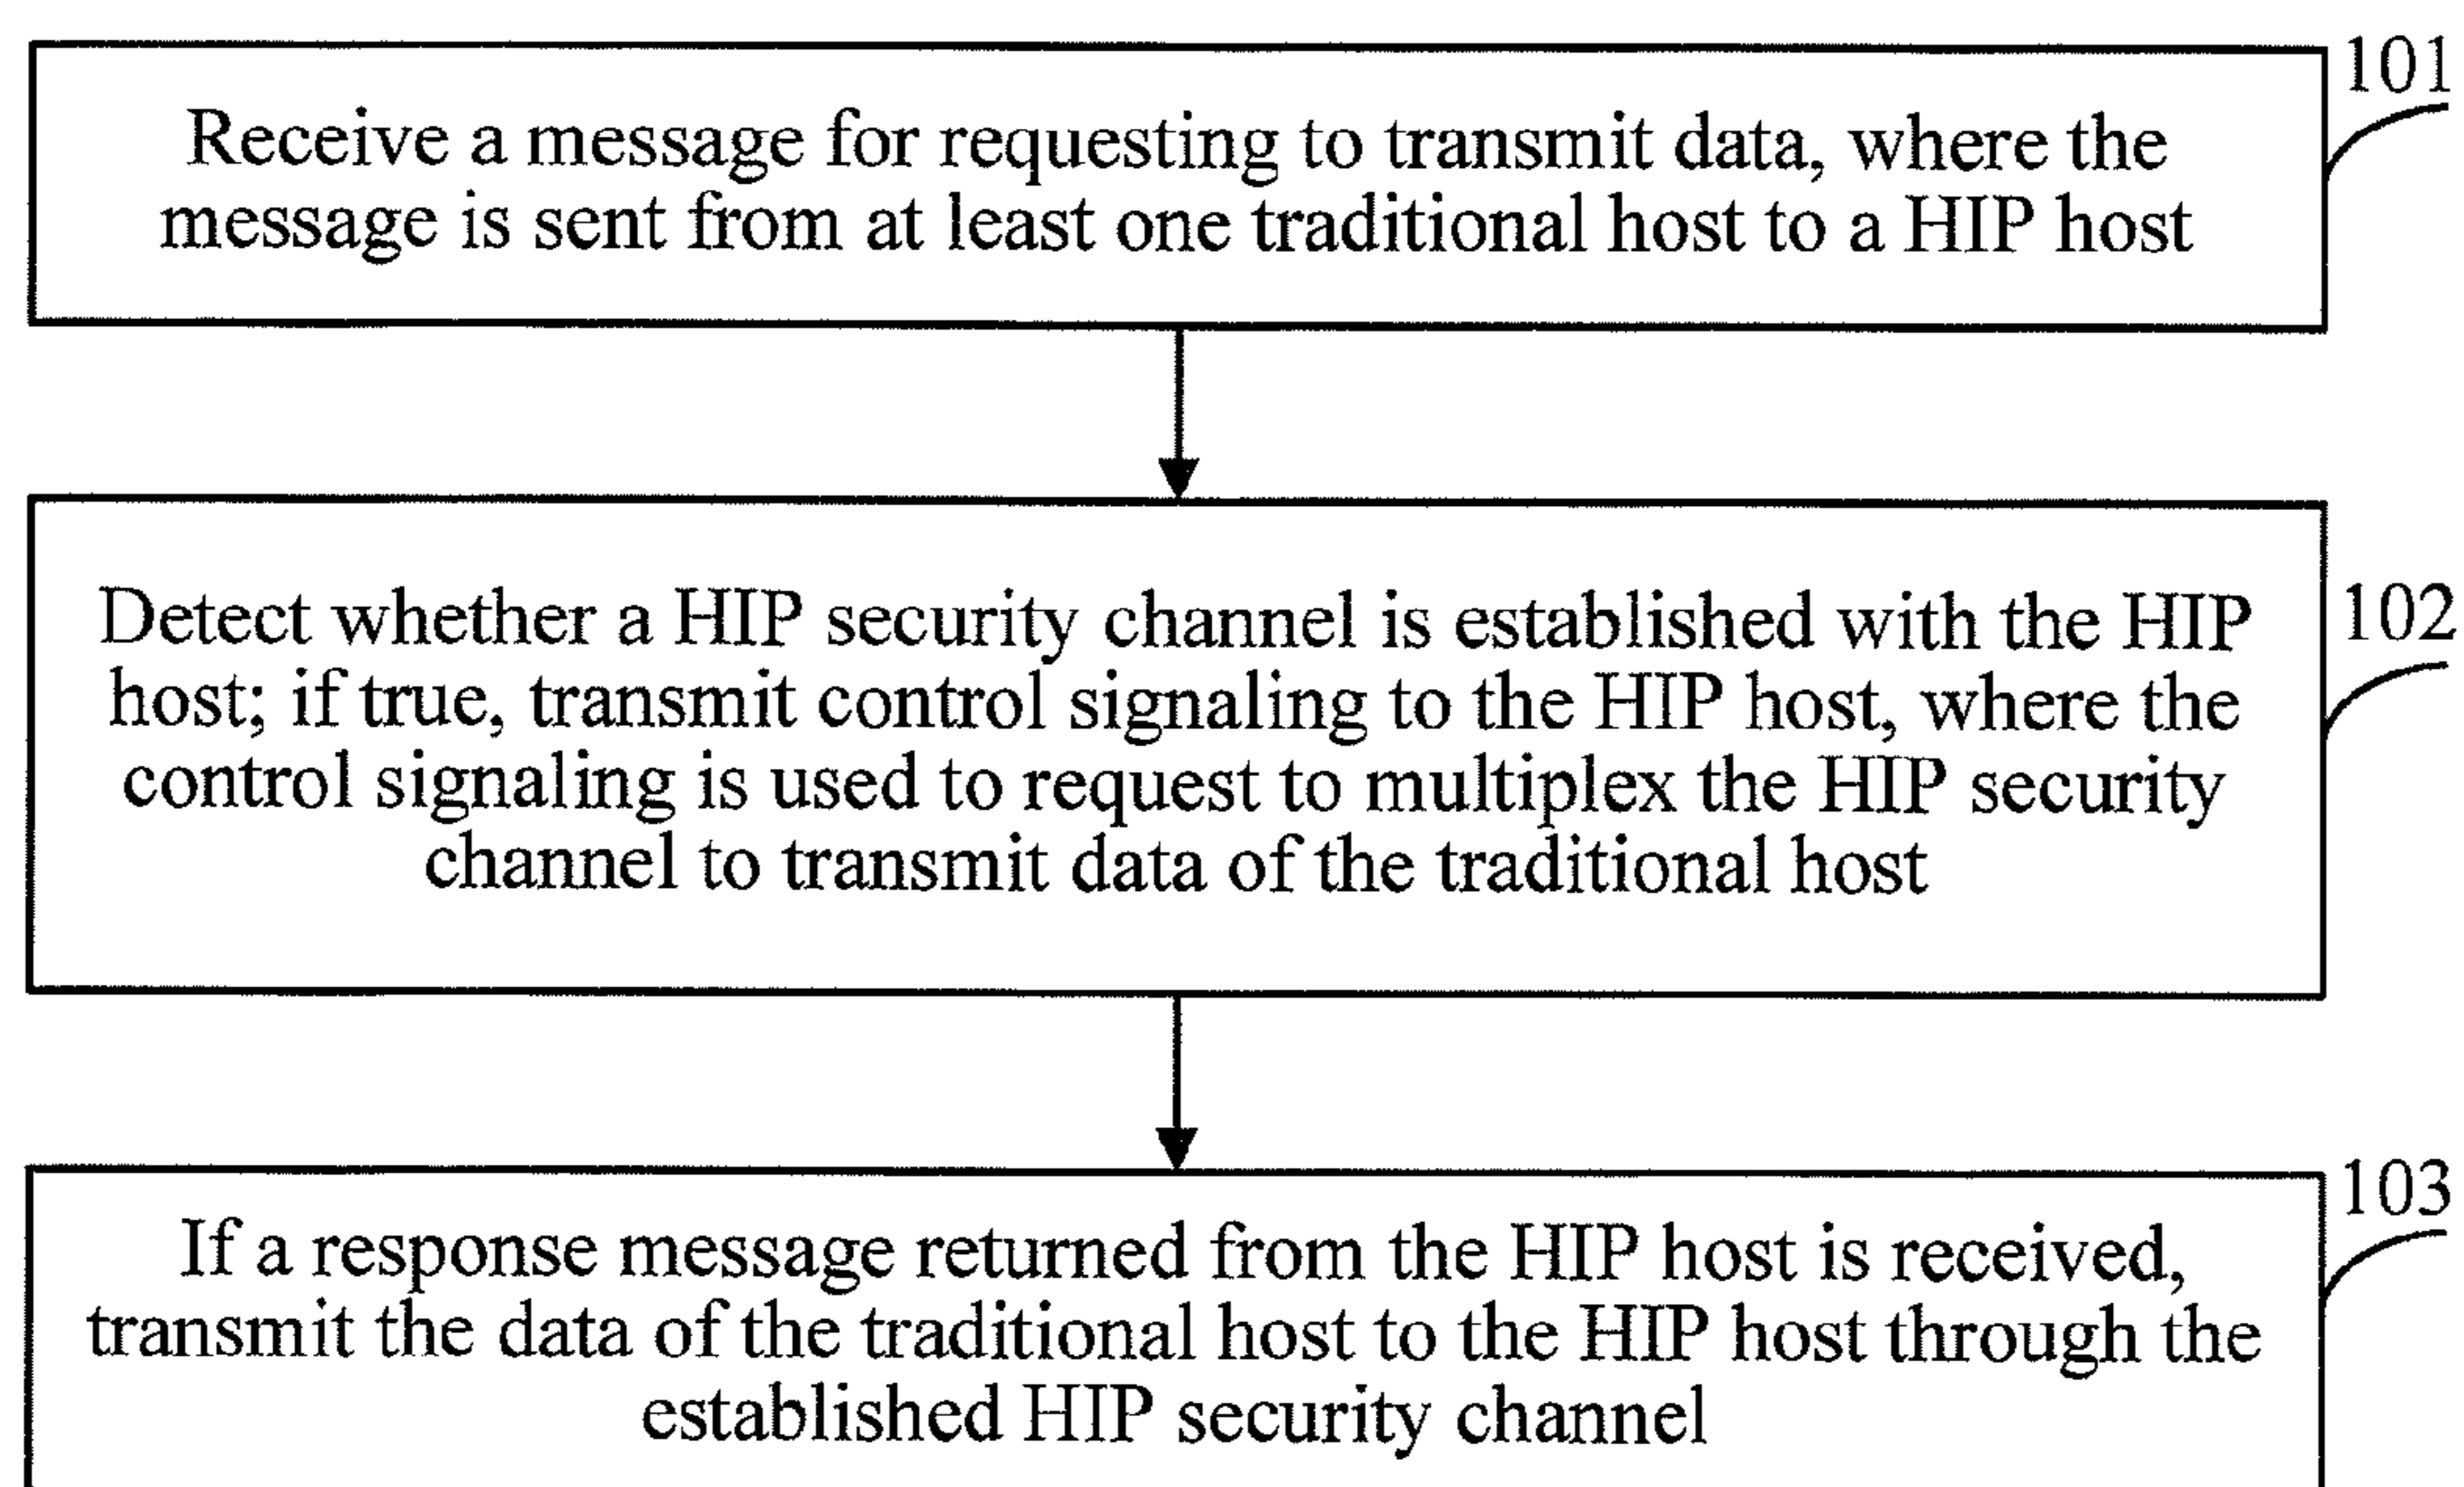 101
Receive a message for requesting to transmit data, where the
message is sent from at least one traditional host to a HIP host
102
Detect whether a HIP security channel is established with the HIP
host; if true, transmit control signaling to the HIP host, where the
control signaling is used to request to multiplex the HIP security
channel to transmit data of the traditional host
103
If a response message returned from the HIP host is received,
transmit the data of the traditional host to the HIP host through the
established HIP security channel